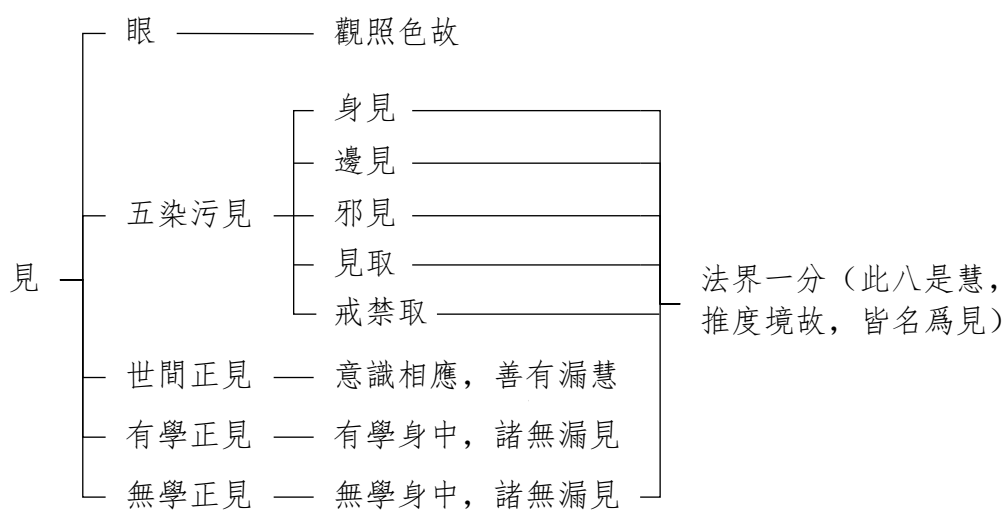 眼 觀照色故
身見
邊見
五染污見 邪見
見取
見
戒禁取
法界一分（此八是慧，
推度境故，皆名爲見）
世間正見 意識相應，善有漏慧
有學正見 有學身中，諸無漏見
無學正見 無學身中，諸無漏見